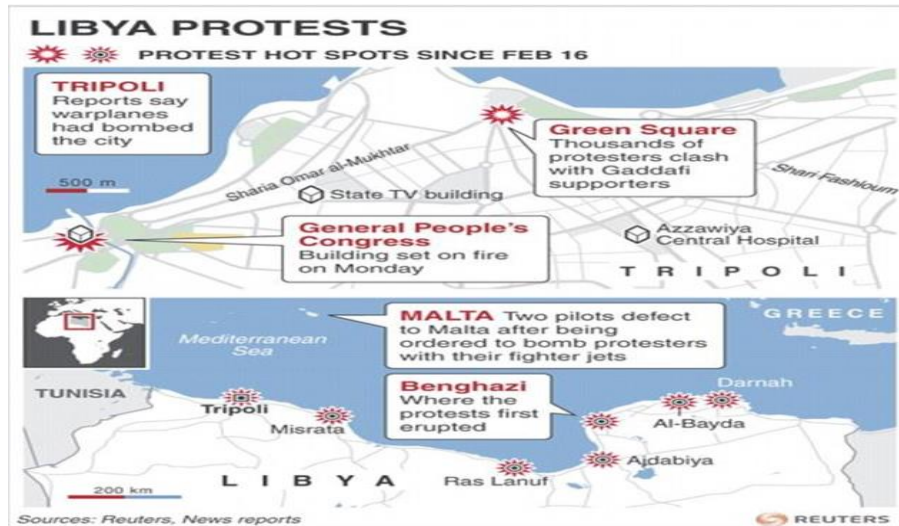 LIBYA PROTESTS
PROTEST HOT SPOTS SINCE FEB 16
TRIPOLI
Reports say
warplanes
had bombed
the city
500 m
Sharia Omar al-Mukhtar
State TV building
Green Square
Thousands of
protesters clash
with Gaddafi
supporters
Shari Fashloum
General People's
Congress
Building set on fire
on Monday
Azzawiya
Central Hospital
TRIPOLI
MALTA Two pilots defect
to Malta after being
ordered to bomb protesters
with their fighter jets
GREECE
Mediterranean
Sea
TUNISIA
Tripoli
Misrata
Benghazi
Where the
protests first
erupted
Darnah
Al-Bayda
Ajdabiya
Ras Lanuf
LIBYA
200 km
Sources: Reuters, News reports
REUTERS